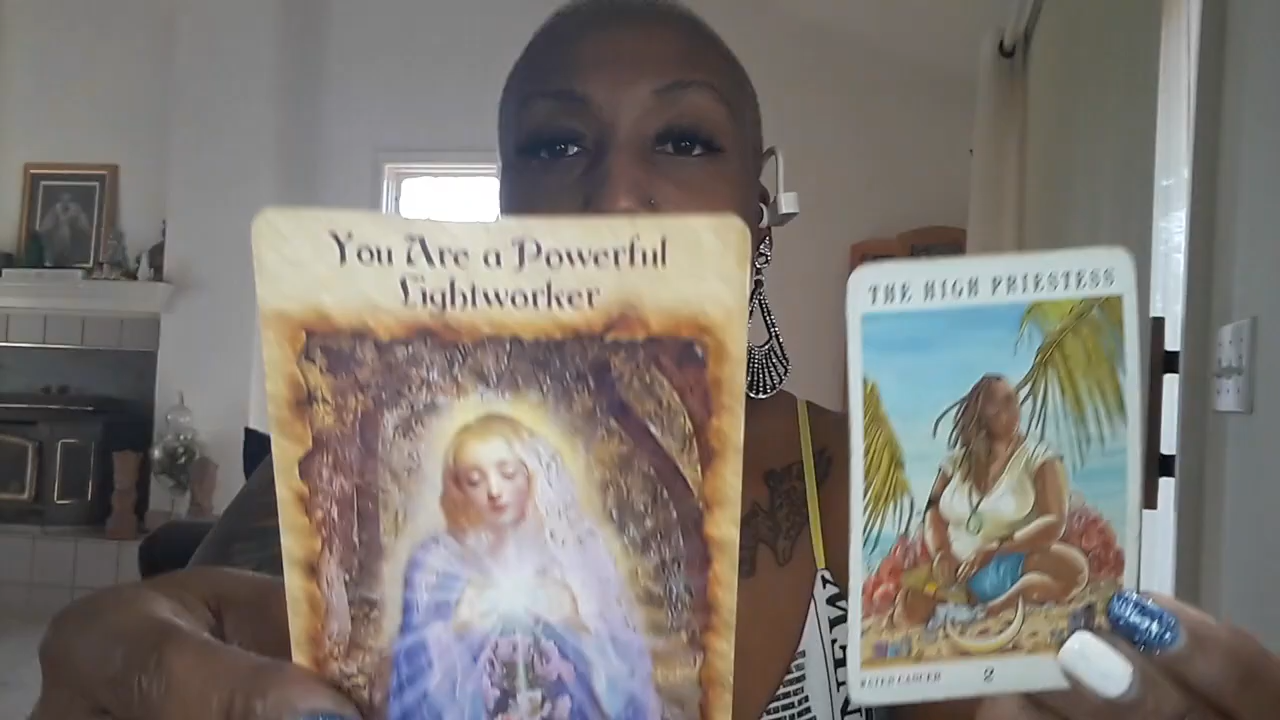 You Are a Powerful
Lightworker
THE HIGH PRIESTESS
WATER CANCER
2